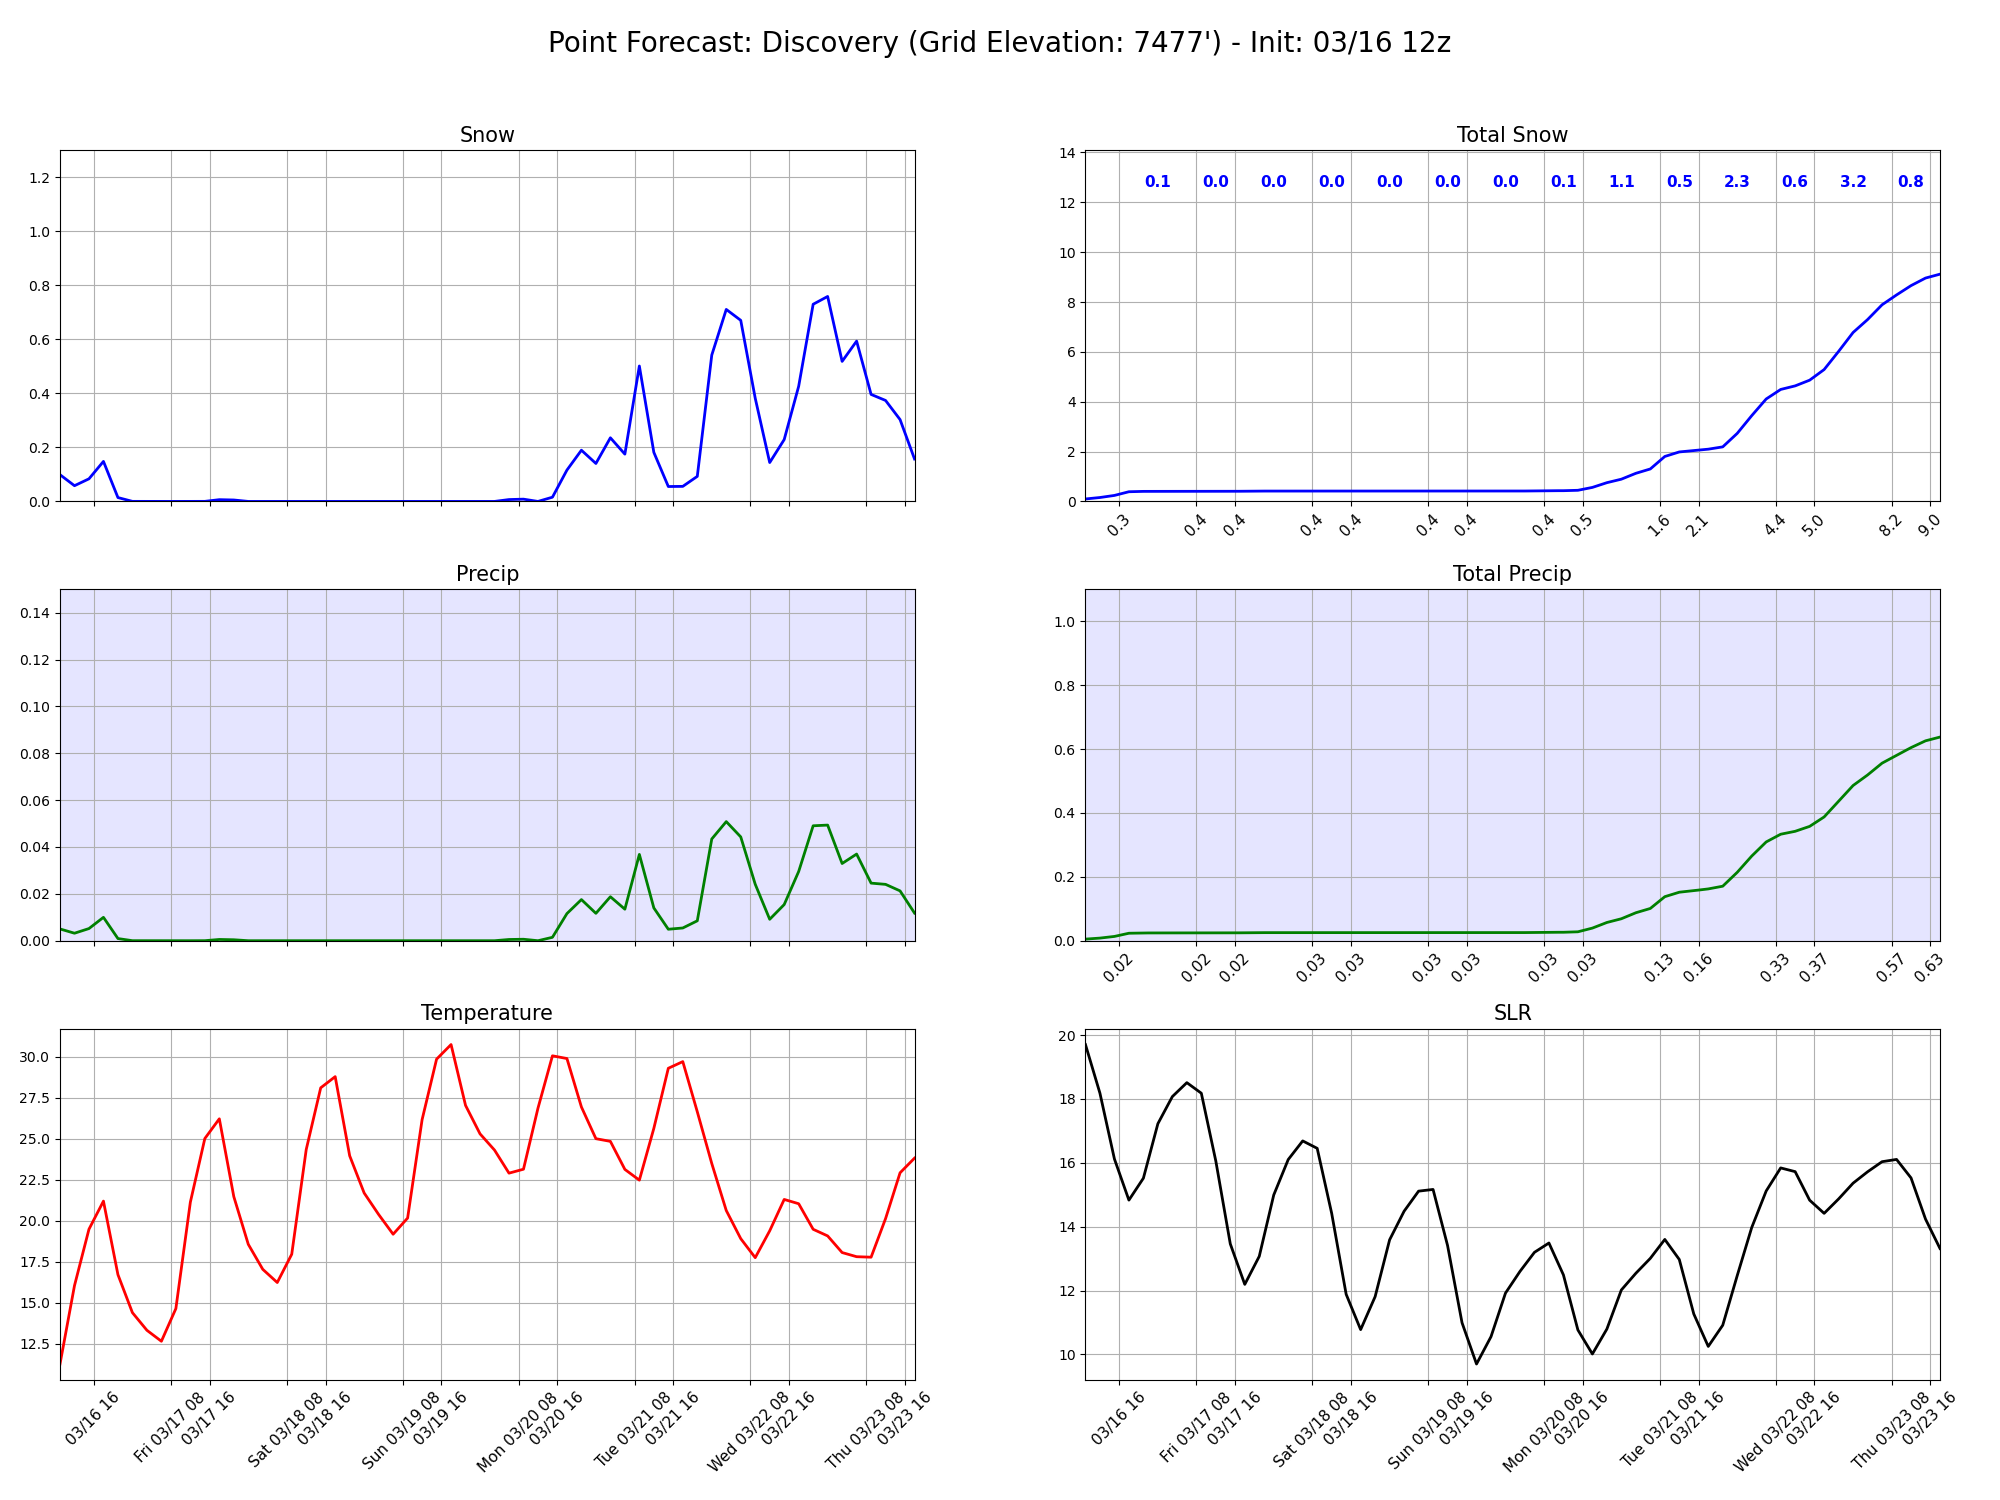 Point Forecast: Discovery (Grid Elevation: 7477') - Init: 03/16 12z
Snow
1.2
1.0
0.8
0.6
0.4
0.2
0.0
Total Snow
14
12
10
8
6
4
2
0
0.1 0.0 0.0 0.0 0.0 0.0 0.0 0.1 1.1 0.5 2.3 0.6 3.2 0.8
0.3 0.4 0.4 0.4 0.4 0.4 0.4 0.4 0.5 1.6 2.1 4.4 5.0 8.2 9.0
Precip
0.14
0.12
0.10
0.08
0.06
0.04
0.02
0.00
Total Precip
1.0
0.8
0.6
0.4
0.2
0.0
0.02 0.02 0.02 0.03 0.03 0.03 0.03 0.03 0.03 0.13 0.16 0.33 0.37 0.57 0.63
Temperature
30.0
27.5
25.0
22.5
20.0
17.5
15.0
12.5
03/16 16
Fri 03/17 08
03/17 16
Sat 03/18 08
03/18 16
Sun 03/19 08
03/19 16
Mon 03/20 08
03/20 16
Tue 03/21 08
03/21 16
Wed 03/22 08
03/22 16
Thu 03/23 08
03/23 16
SLR
20
18
16
14
12
10
03/16 16
Fri 03/17 08
03/17 16
Sat 03/18 08
03/18 16
Sun 03/19 08
03/19 16
Mon 03/20 08
03/20 16
Tue 03/21 08
03/21 16
Wed 03/22 08
03/22 16
Thu 03/23 08
03/23 16